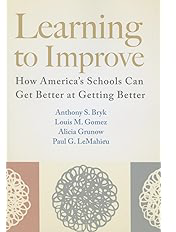 Learning
to Improve
How America's Schools Can
Get Better at Getting Better
Anthony S. Bryk
Louis M. Gomez
Alicia Grunow
Paul G. LeMahieu